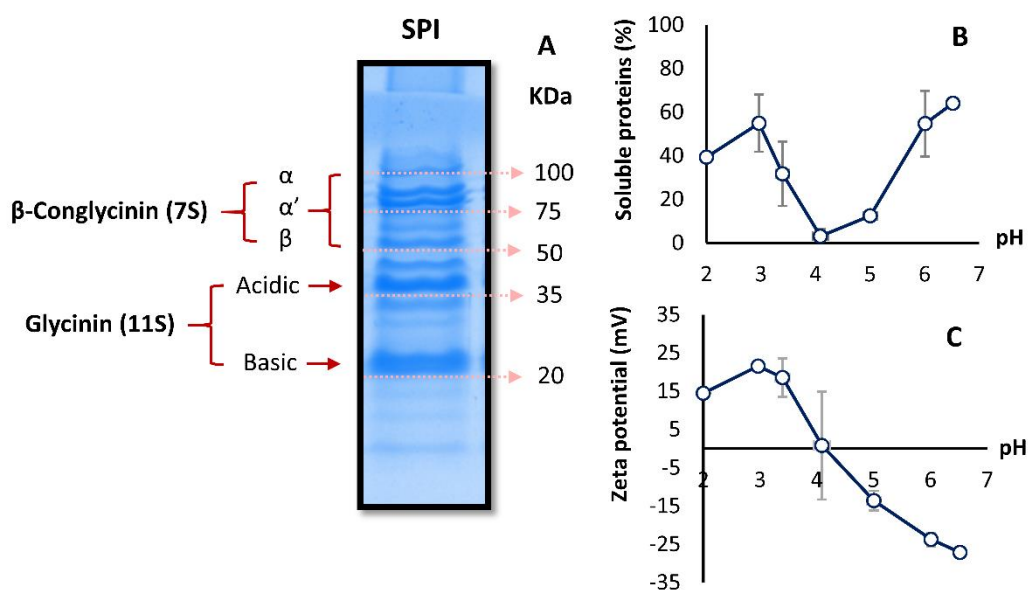 SPI
A
KDa
100
75
50
35
20
β-Conglycinin (7S)
α
α’
β
Glycinin (11S)
Acidic
Basic
B
Soluble proteins (%)
100
80
60
40
20
0
2 3 4 5 6 7
pH
C
Zeta potential (mV)
35
25
15
5
-5
-15
-25
-35
2 3 4 5 6 7
pH